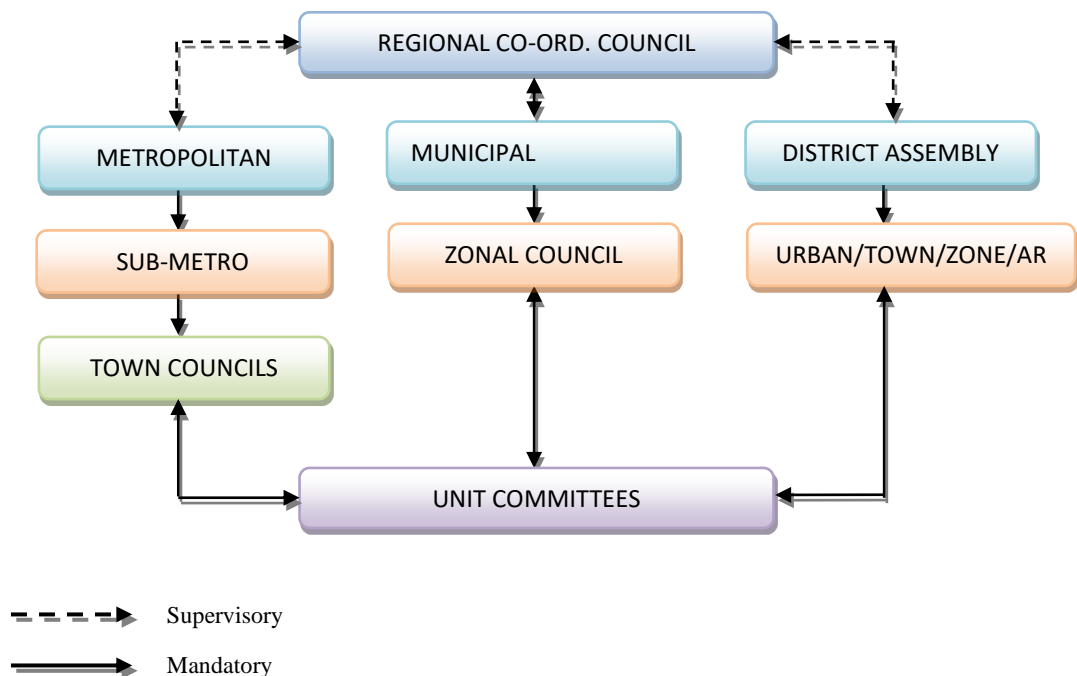 REGIONAL CO-ORD. COUNCIL
METROPOLITAN
MUNICIPAL
DISTRICT ASSEMBLY
SUB-METRO
ZONAL COUNCIL
URBAN/TOWN/ZONE/AR
TOWN COUNCILS
UNIT COMMITTEES
Supervisory
Mandatory